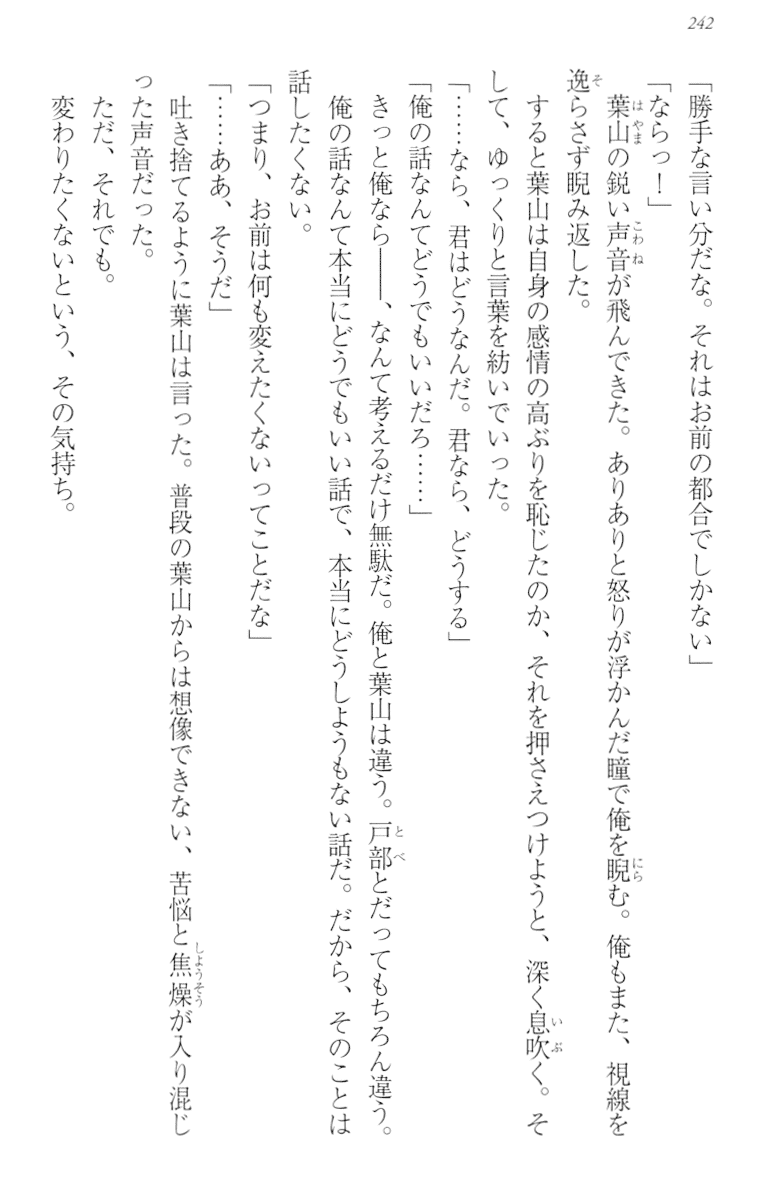 242
「勝手な言い分だな。それはお前の都合でしかない」
「ならっ！」
葉山の鋭い声音が飛んできた。ありありと怒りが浮かんだ瞳で俺を睨む。俺もまた、視線を
逸らさず睨み返した。
すると葉山は自身の感情の高ぶりを恥じたのか、それを押さえつけようと、深く息吹く。そ
して、ゆっくりと言葉を紡いでいった。
「……なら、君はどうなんだ。君なら、どうする」
「俺の話なんてどうでもいいだろ……」
きっと俺なら――、なんて考えるだけ無駄だ。俺と葉山は違う。戸部とだってもちろん違う。
俺の話なんて本当にどうでもいい話で、本当にどうしようもない話だ。だから、そのことは
話したくない。
「つまり、お前は何も変えたくないってことだな」
「……ああ、そうだ」
吐き捨てるように葉山は言った。普段の葉山からは想像できない、苦悩と焦燥が入り混じ
った声音だった。
ただ、それでも。
変わりたくないという、その気持ち。